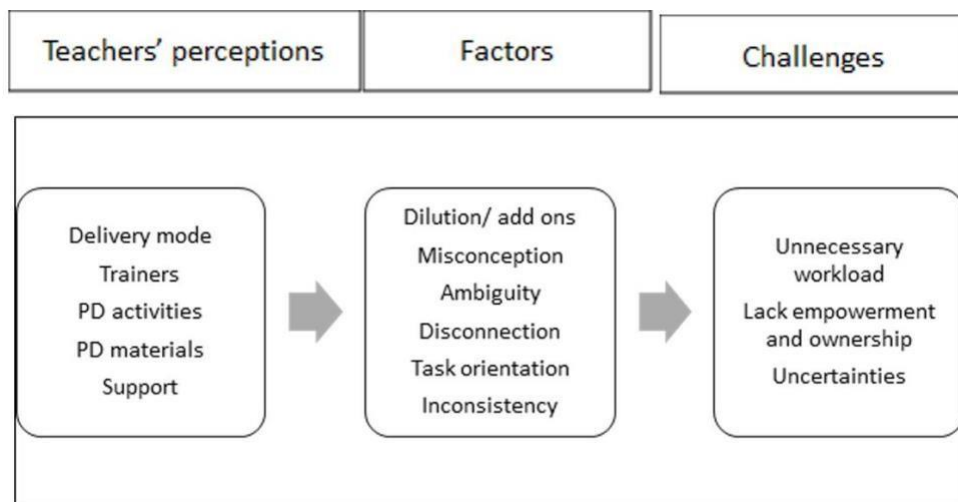 Teachers’ perceptions
Factors
Challenges
Delivery mode
Trainers
PD activities
PD materials
Support
Dilution/ add ons
Misconception
Ambiguity
Disconnection
Task orientation
Inconsistency
Unnecessary
workload
Lack empowerment
and ownership
Uncertainties